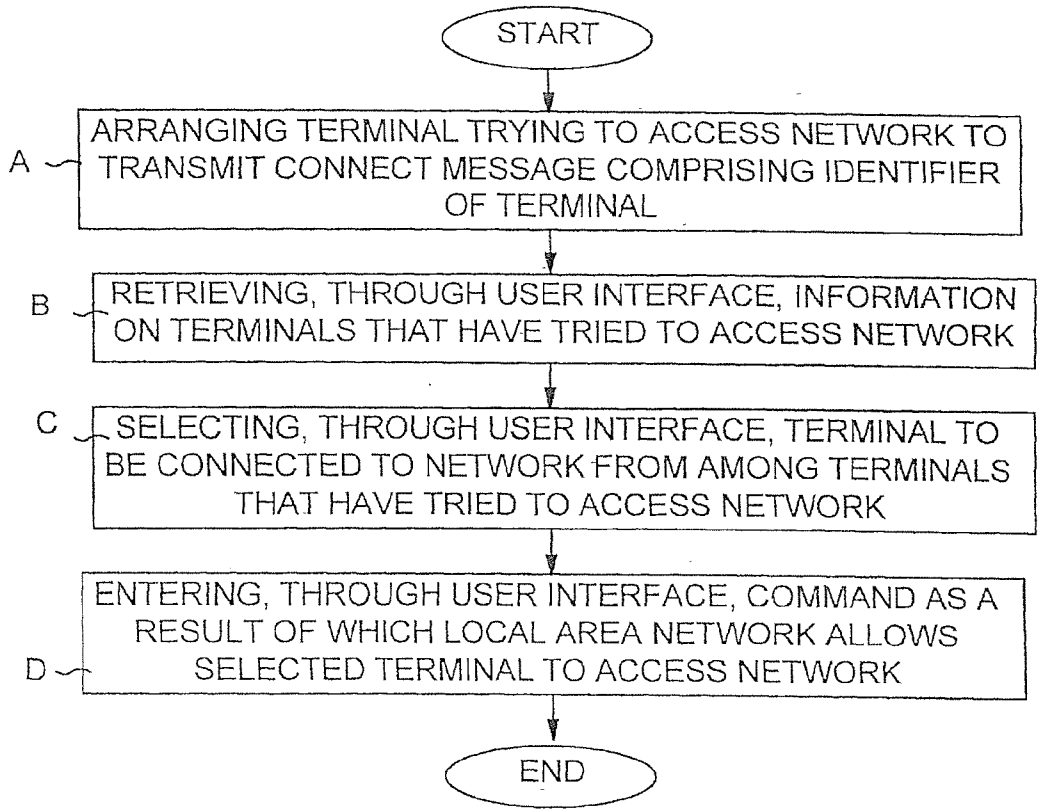 START
A
ARRANGING TERMINAL TRYING TO ACCESS NETWORK TO
TRANSMIT CONNECT MESSAGE COMPRISING IDENTIFIER
OF TERMINAL
B
RETRIEVING, THROUGH USER INTERFACE, INFORMATION
ON TERMINALS THAT HAVE TRIED TO ACCESS NETWORK
C
SELECTING, THROUGH USER INTERFACE, TERMINAL TO
BE CONNECTED TO NETWORK FROM AMONG TERMINALS
THAT HAVE TRIED TO ACCESS NETWORK
ENTERING, THROUGH USER INTERFACE, COMMAND AS A
RESULT OF WHICH LOCAL AREA NETWORK ALLOWS
D
SELECTED TERMINAL TO ACCESS NETWORK
END